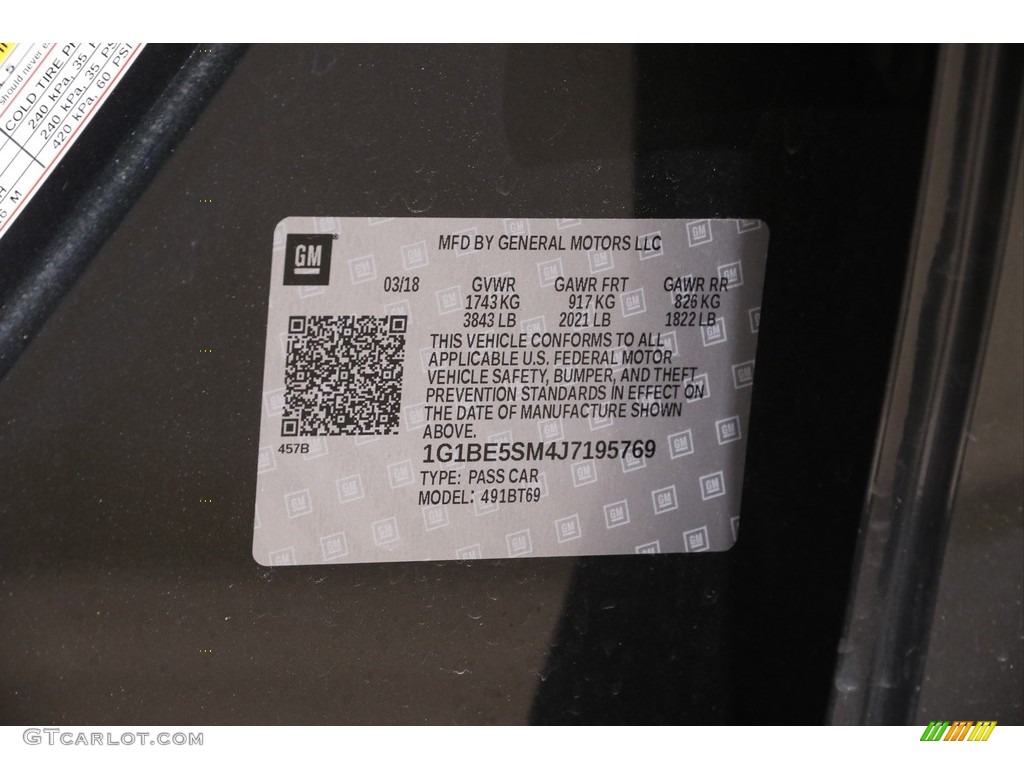 should never e
COLD TIRE P
240 kPa, 35
240 kPa, 35 PS
420 kPa, 60 PSI
GM
MFD BY GENERAL MOTORS LLC
03/18 GVWR GAWR FRT GAWR RR
1743 KG 917 KG 826 KG
3843 LB 2021 LB 1822 LB
THIS VEHICLE CONFORMS TO ALL
APPLICABLE U.S. FEDERAL MOTOR
VEHICLE SAFETY, BUMPER, AND THEFT
PREVENTION STANDARDS IN EFFECT ON
THE DATE OF MANUFACTURE SHOWN
ABOVE.
457B
1G1BE5SM4J7195769
TYPE: PASS CAR
MODEL: 491BT69
GTcarlot.com